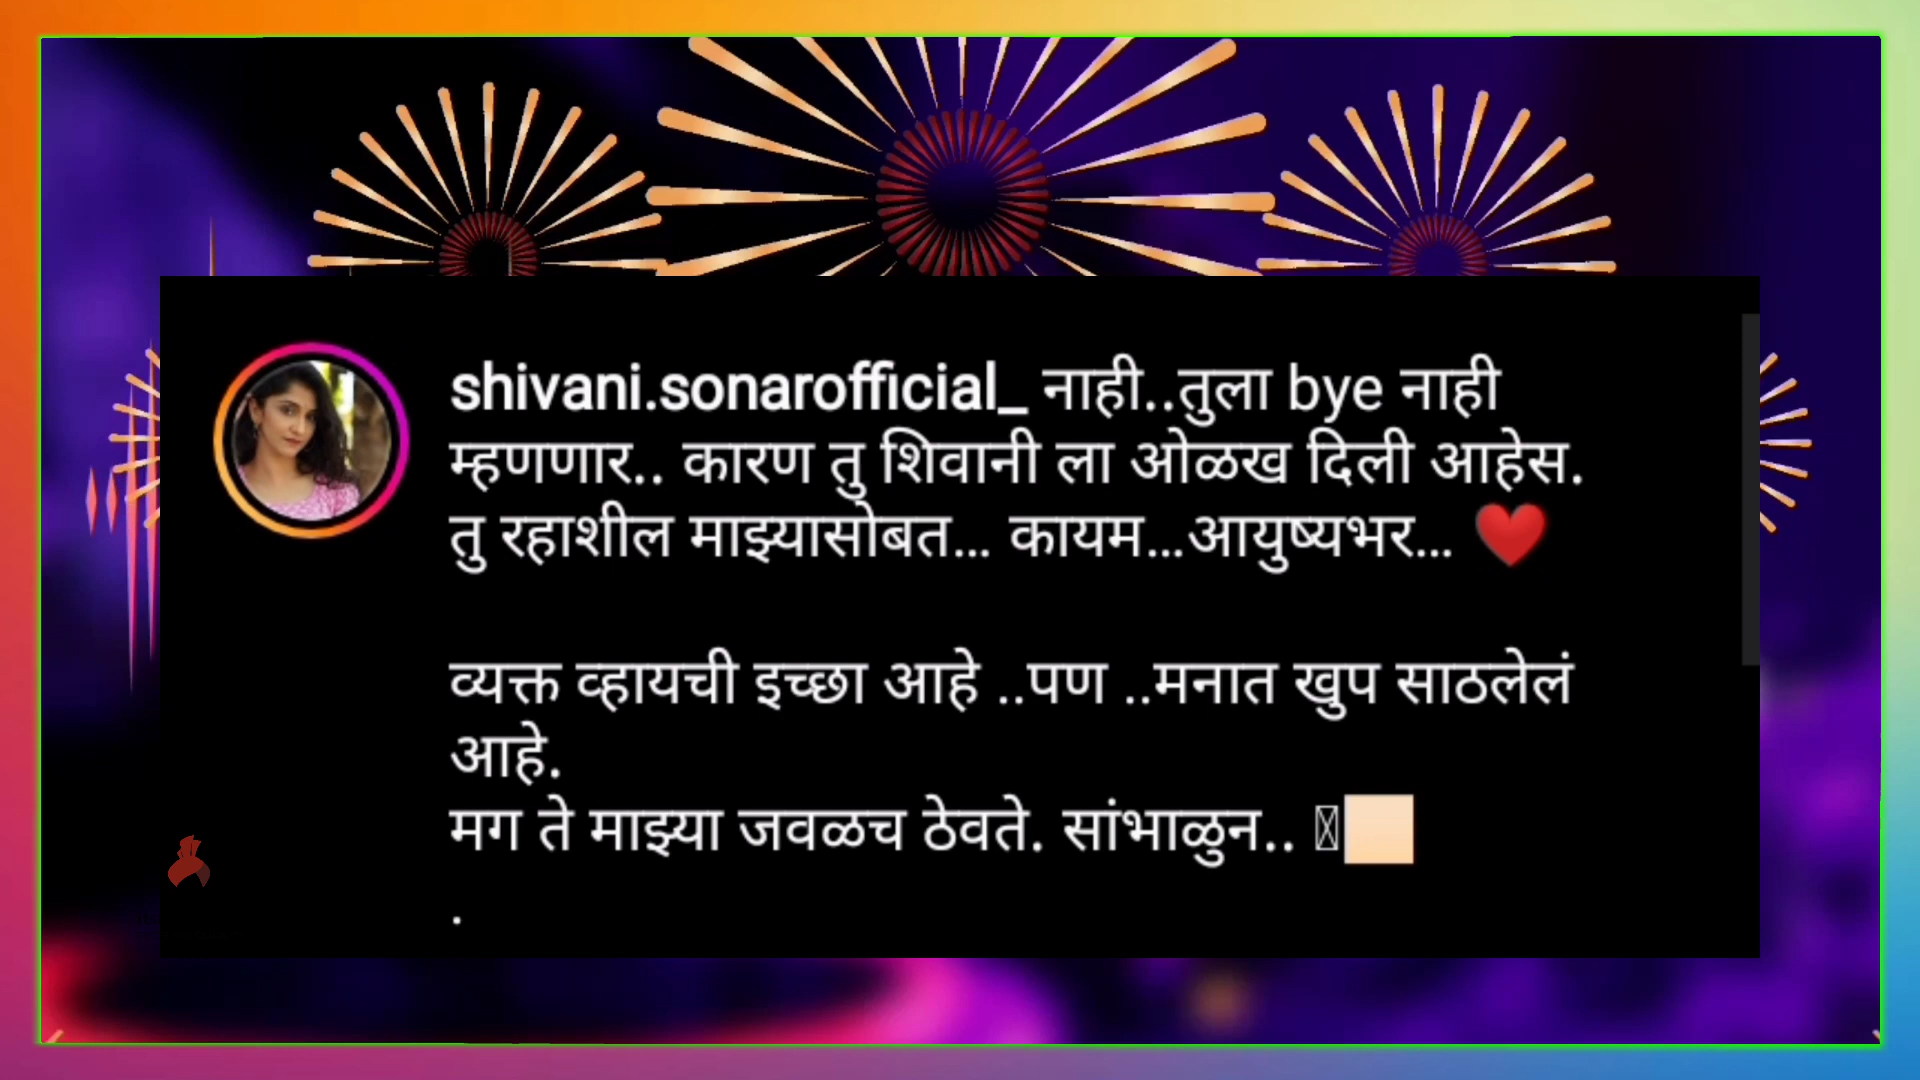 shivani.sonarofficial_ नाही..तुला bye नाही
म्हणणार.. कारण तु शिवानी ला ओळख दिली आहेस.
तु रहाशील माझ्यासोबत... कायम...आयुष्यभर... ❤️
व्यक्त व्हायची इच्छा आहे ..पण ..मनात खुप साठलेलं
आहे.
मग ते माझ्या जवळच ठेवते. सांभाळुन..
.